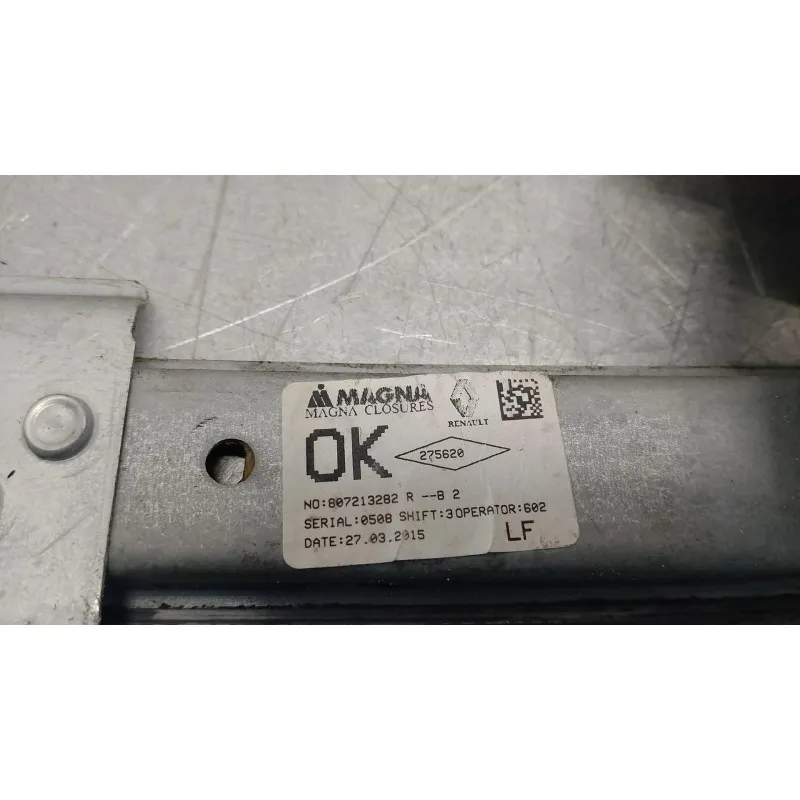 MAGNA
MAGNA CLOSURES
RENAULT
OK
275620
NO:807213282 R --B 2
SERIAL:0508 SHIFT:3 OPERATOR:602
DATE:27.03.2015
LF